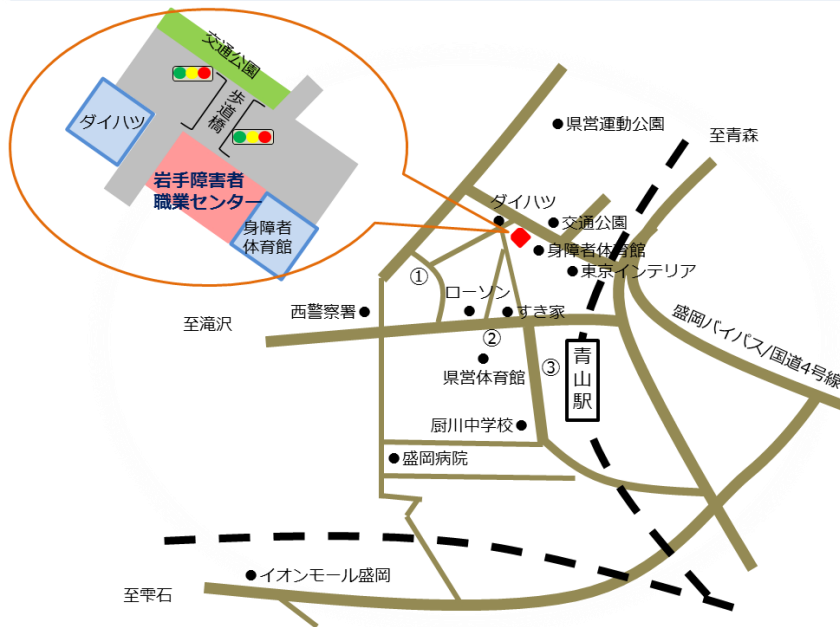 交通公園
歩道橋
ダイハツ
岩手障害者
職業センター
身障者
体育館
県営運動公園
至青森
ダイハツ
交通公園
身障者体育館
東京インテリア
①
ローソン
西警察署
すき家
至滝沢
②
盛岡バイパス/国道4号線
県営体育館
③
青山駅
厨川中学校
盛岡病院
イオンモール盛岡
至雫石